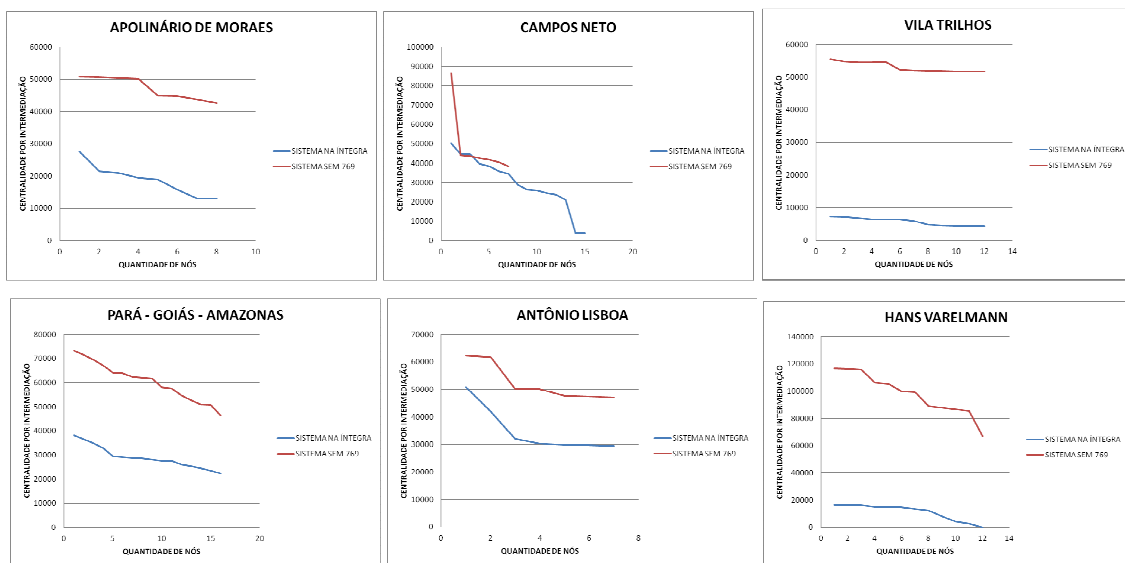 APOLINÁRIO DE MORAES
CENTRALIDADE POR INTERMEDIAÇÃO
60000
50000
40000
30000
20000
10000
0
0 2 4 6 8 10
QUANTIDADE DE NÓS
SISTEMA NA ÍNTEGRA
SISTEMA SEM 769
CAMPOS NETO
CENTRALIDADE POR INTERMEDIAÇÃO
100000
90000
80000
70000
60000
50000
40000
30000
20000
10000
0
0 5 10 15 20
QUANTIDADE DE NÓS
SISTEMA NA ÍNTEGRA
SISTEMA SEM 769
VILA TRILHOS
CENTRALIDADE POR INTERMEDIAÇÃO
60000
50000
40000
30000
20000
10000
0
0 2 4 6 8 10 12 14
QUANTIDADE DE NÓS
SISTEMA NA ÍNTEGRA
SISTEMA SEM 769
PARÁ - GOIÁS - AMAZONAS
CENTRALIDADE POR INTERMEDIAÇÃO
80000
70000
60000
50000
40000
30000
20000
10000
0
0 5 10 15 20
QUANTIDADE DE NÓS
SISTEMA NA ÍNTEGRA
SISTEMA SEM 769
ANTÔNIO LISBOA
CENTRALIDADE POR INTERMEDIAÇÃO
70000
60000
50000
40000
30000
20000
10000
0
0 2 4 6 8
QUANTIDADE DE NÓS
SISTEMA NA ÍNTEGRA
SISTEMA SEM 769
HANS VARELMANN
CENTRALIDADE POR INTERMEDIAÇÃO
140000
120000
100000
80000
60000
40000
20000
0
0 2 4 6 8 10 12 14
QUANTIDADE DE NÓS
SISTEMA NA ÍNTEGRA
SISTEMA SEM 769